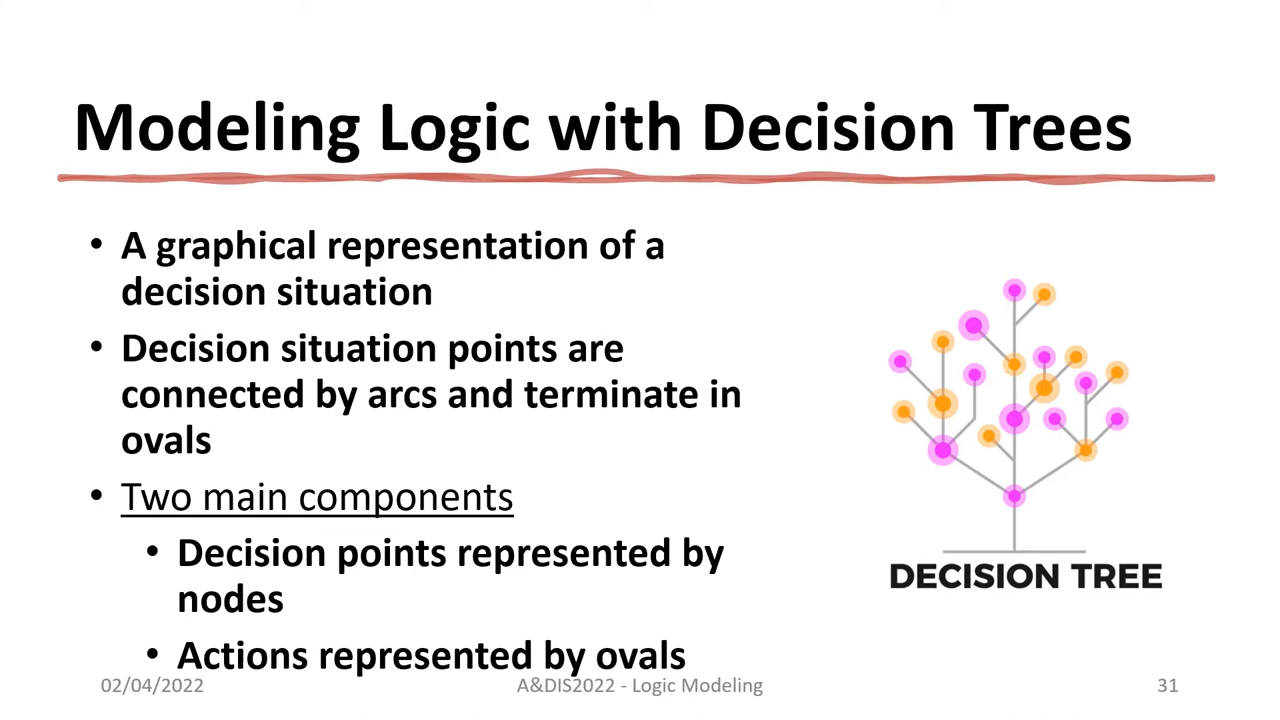 Modeling Logic with Decision Trees
• A graphical representation of a
decision situation
• Decision situation points are
connected by arcs and terminate in
ovals
• Two main components
• Decision points represented by
nodes
• Actions represented by ovals
DECISION TREE
02/04/2022
A&DIS2022 - Logic Modeling
31